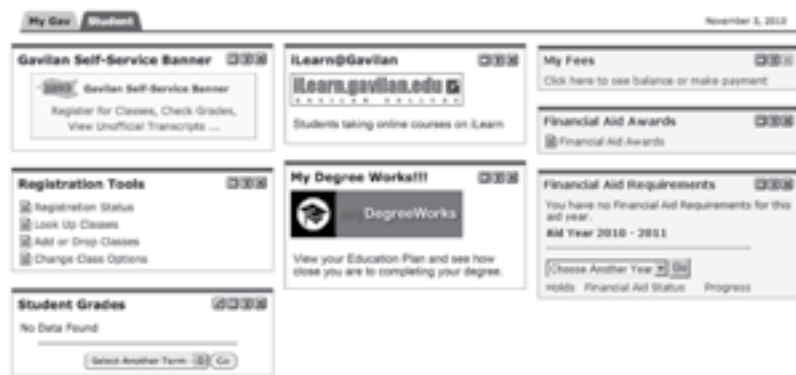 My Gav Student
November 3, 2010
Gavilan Self-Service Banner
Gavilan Self-Service Banner
Register for Classes, Check Grades,
View Unofficial Transcripts ...
Registration Tools
Registration Status
Look Up Classes
Add or Drop Classes
Change Class Options
Student Grades
No Data Found
Select Another Term Go
iLearn@Gavilan
iLearn.gavilan.edu
GAVILAN COLLEGE
Students taking online courses on iLearn
My Degree Works!!!
DegreeWorks
View your Education Plan and see how
close you are to completing your degree.
My Fees
Click here to see balance or make payment
Financial Aid Awards
Financial Aid Awards
Financial Aid Requirements
You have no Financial Aid Requirements for this
aid year.
Aid Year 2010 - 2011
Choose Another Year Go
Holds Financial Aid Status Progress